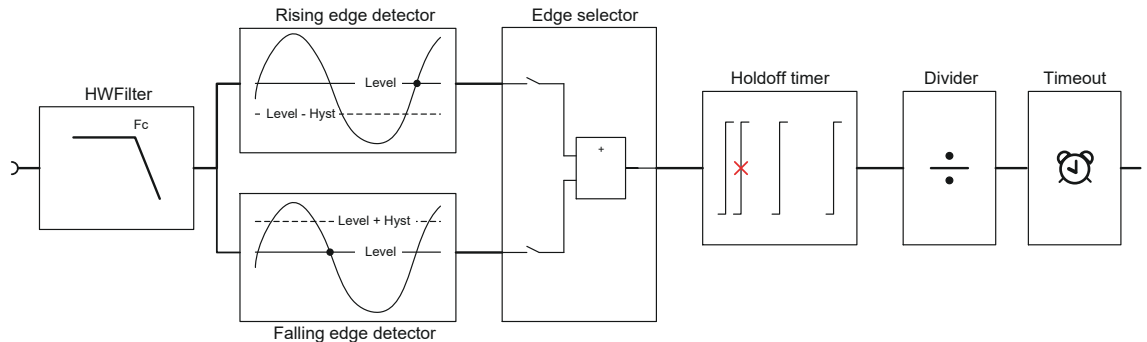 Rising edge detector
Edge selector
HWFilter
Fc
Level
Level - Hyst
Holdoff timer
Divider
Timeout
+
Level + Hyst
Level
Falling edge detector